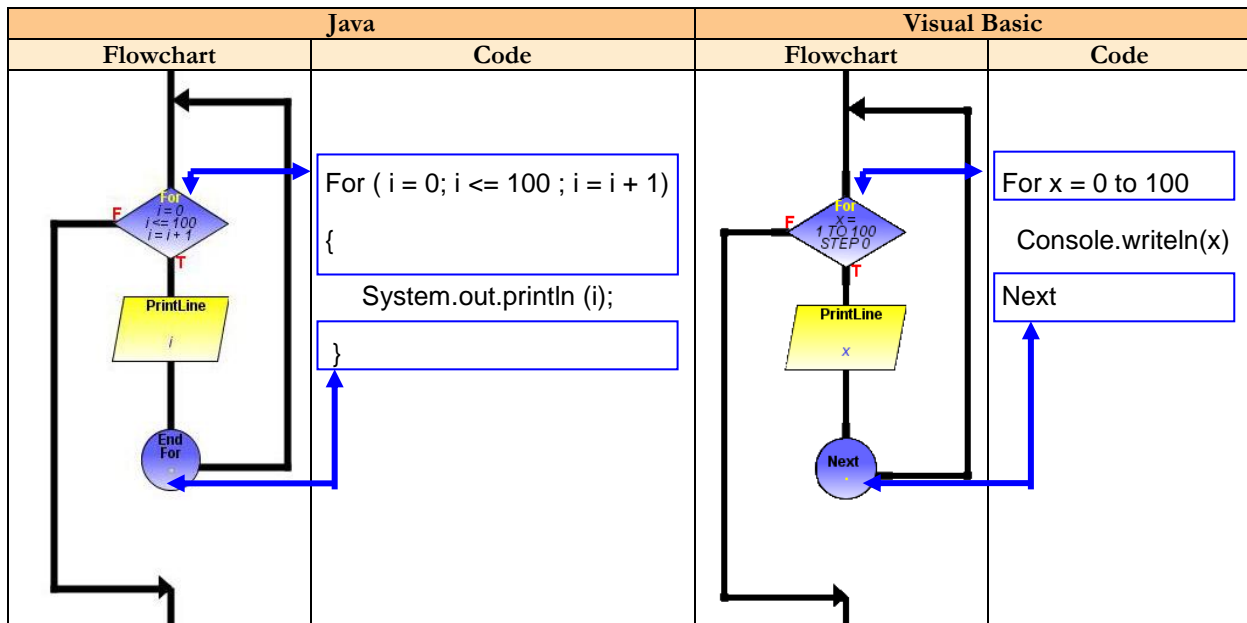 Java
Visual Basic
Flowchart
Code
Flowchart
Code
For
i = 0
i <= 100
i = i + 1
F
T
PrintLine
i
End
For
For ( i = 0; i <= 100 ; i = i + 1)
{
System.out.println (i);
}
For
x =
1 TO 100
STEP 0
F
T
PrintLine
x
Next
For x = 0 to 100
Console.writeln(x)
Next